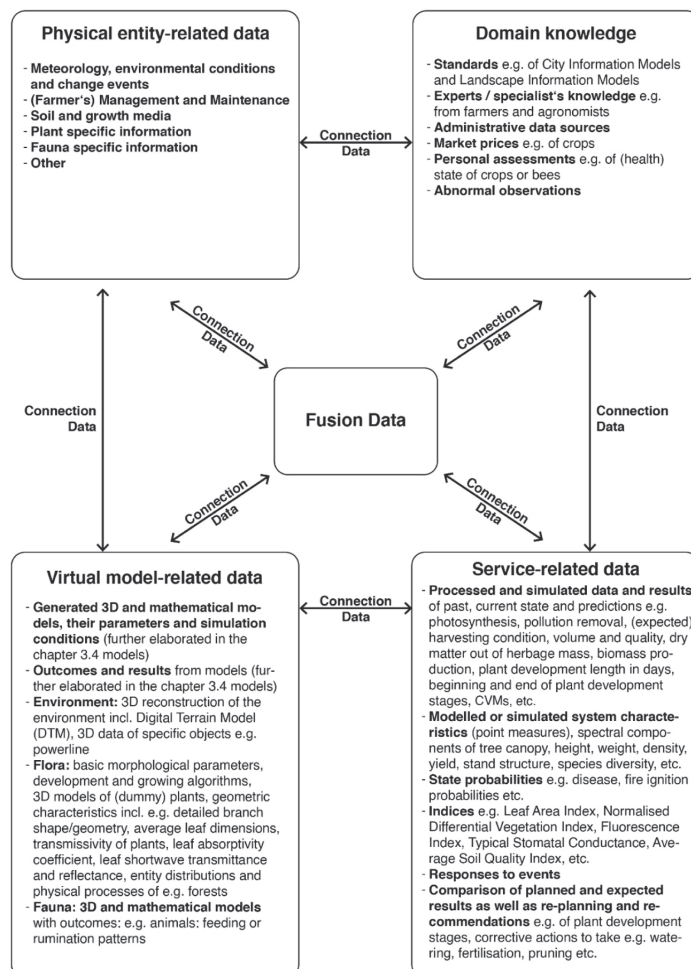 Physical entity-related data
- Meteorology, environmental conditions
and change events
- (Farmer's) Management and Maintenance
- Soil and growth media
- Plant specific information
- Fauna specific information
- Other
Connection
Data
Domain knowledge
- Standards e.g. of City Information Models
and Landscape Information Models
- Experts / specialist's knowledge e.g.
from farmers and agronomists
- Administrative data sources
- Market prices e.g. of crops
- Personal assessments e.g. of (health)
state of crops or bees
- Abnormal observations
Connection
Data
Connection
Data
Connection
Data
Fusion Data
Connection
Data
Connection
Data
Connection
Data
Virtual model-related data
- Generated 3D and mathematical mo-
dels, their parameters and simulation
conditions (further elaborated in the
chapter 3.4 models)
- Outcomes and results from models (fur-
ther elaborated in the chapter 3.4 models)
- Environment: 3D reconstruction of the
environment incl. Digital Terrain Model
(DTM), 3D data of specific objects e.g.
powerline
- Flora: basic morphological parameters,
development and growing algorithms,
3D models of (dummy) plants, geometric
characteristics incl. e.g. detailed branch
shape/geometry, average leaf dimensions,
transmissivity of plants, leaf absorptivity
coefficient, leaf shortwave transmittance
and reflectance, entity distributions and
physical processes of e.g. forests
- Fauna: 3D and mathematical models
with outcomes: e.g. animals: feeding or
rumination patterns
Connection
Data
Service-related data
- Processed and simulated data and results
of past, current state and predictions e.g.
photosynthesis, pollution removal, (expected)
harvesting condition, volume and quality, dry
matter out of herbage mass, biomass pro-
duction, plant development length in days,
beginning and end of plant development
stages, CVMs, etc.
- Modelled or simulated system characte-
ristics (point measures), spectral compo-
nents of tree canopy, height, weight, density,
yield, stand structure, species diversity, etc.
- State probabilities e.g. disease, fire ignition
probabilities etc.
- Indices e.g. Leaf Area Index, Normalised
Differential Vegetation Index, Fluorescence
Index, Typical Stomatal Conductance, Ave-
rage Soil Quality Index, etc.
- Responses to events
- Comparison of planned and expected
results as well as re-planning and re-
commendations e.g. of plant development
stages, corrective actions to take e.g. wate-
ring, fertilisation, pruning etc.